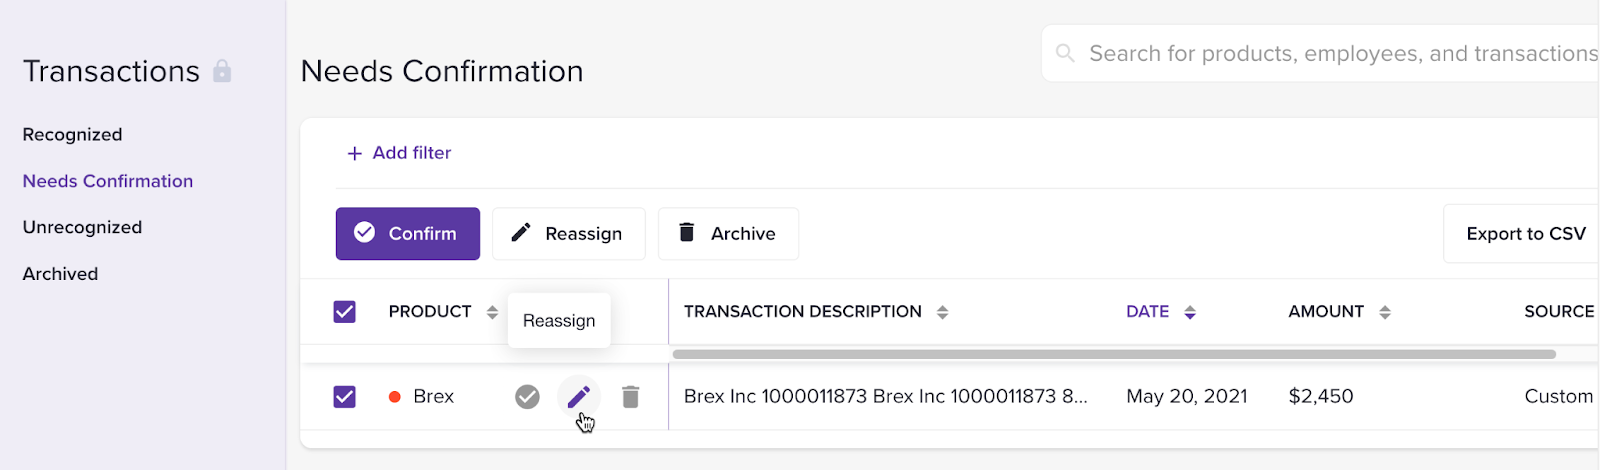 Transactions
Recognized
Needs Confirmation
Unrecognized
Archived
Needs Confirmation
Search for products, employees, and transactions
+ Add filter
Confirm
Reassign
Archive
Export to CSV
PRODUCT
Reassign
TRANSACTION DESCRIPTION
DATE
AMOUNT
SOURCE
Brex
Brex Inc 1000011873 Brex Inc 1000011873 8...
May 20, 2021
$2,450
Custom